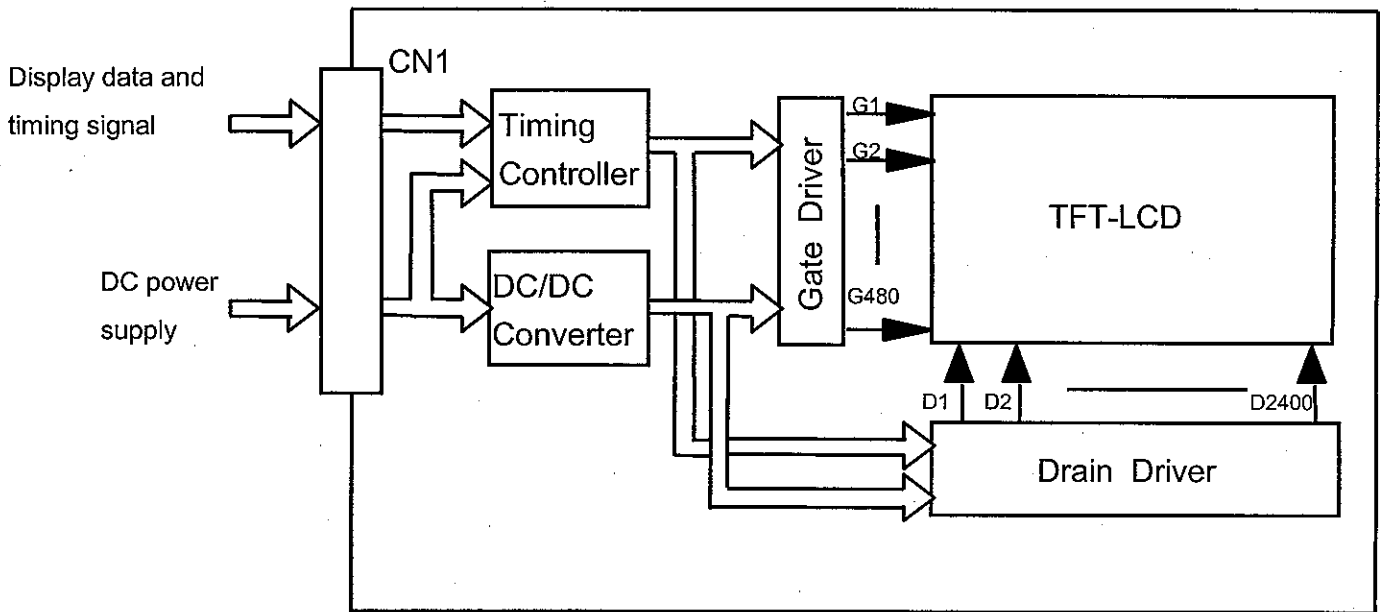 CN1
Display data and
timing signal
Timing
Controller
Gate Driver
G1
G2
G480
TFT-LCD
DC power
supply
DC/DC
Converter
D1
D2
D2400
Drain Driver